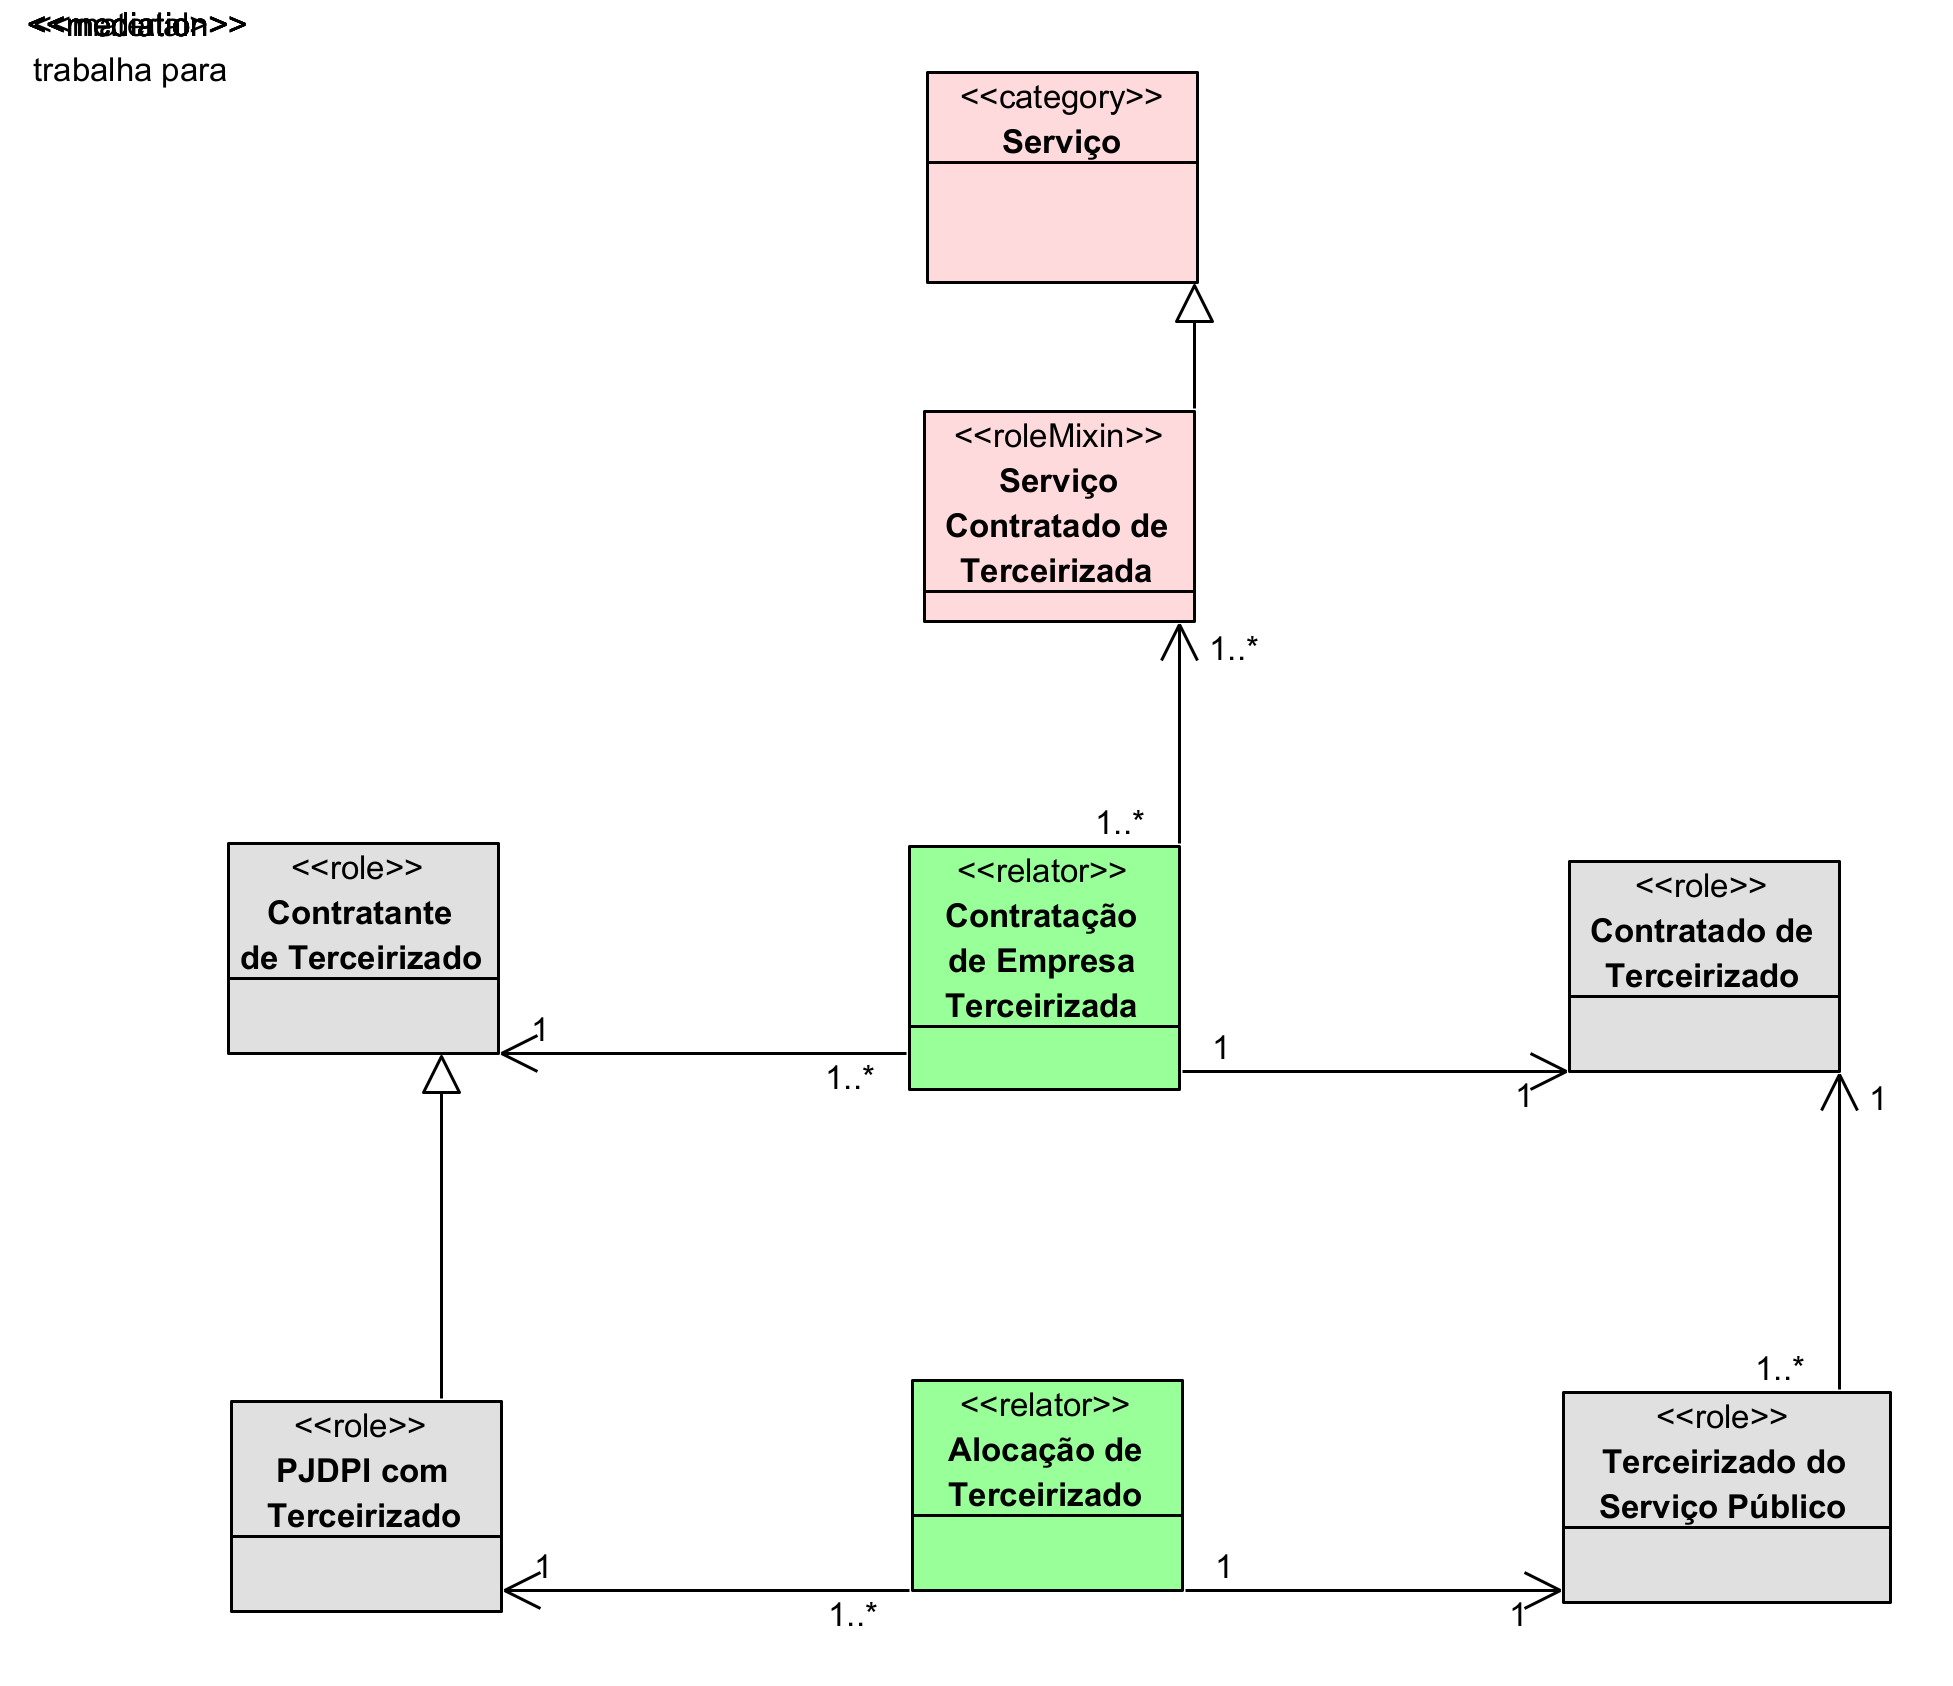 trabalha para
<<category>>
Serviço
<<roleMixin>>
Serviço
Contratado de
Terceirizada
1..*
1..*
<<role>>
Contratante
de Terceirizado
<<relator>>
Contratação
de Empresa
Terceirizada
<<role>>
Contratado de
Terceirizado
1
1..*
1
1
1
1..*
<<role>>
PJDPI com
Terceirizado
<<relator>>
Alocação de
Terceirizado
<<role>>
Terceirizado do
Serviço Público
1
1..*
1
1